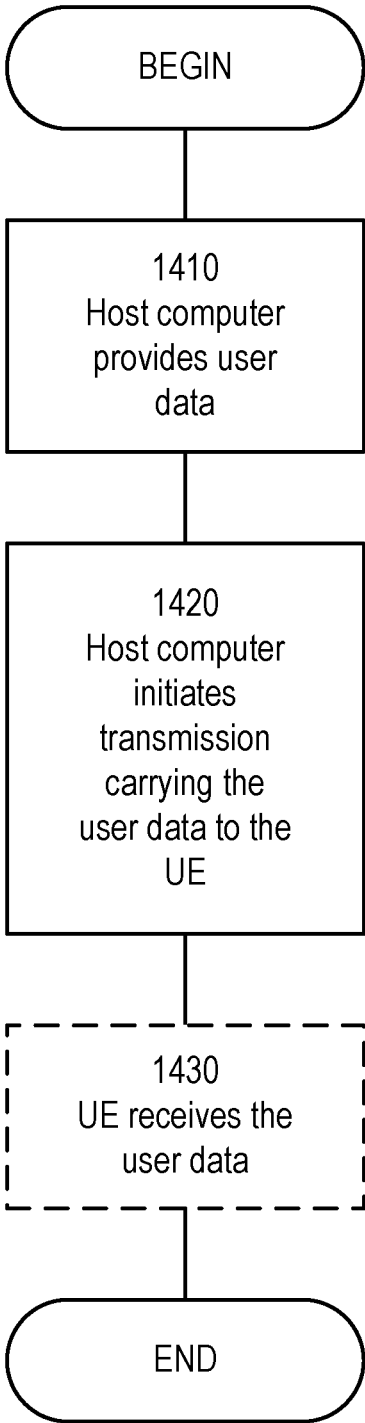 BEGIN
1410
Host computer
provides user
data
1420
Host computer
initiates
transmission
carrying the
user data to the
UE
1430
UE receives the
user data
END